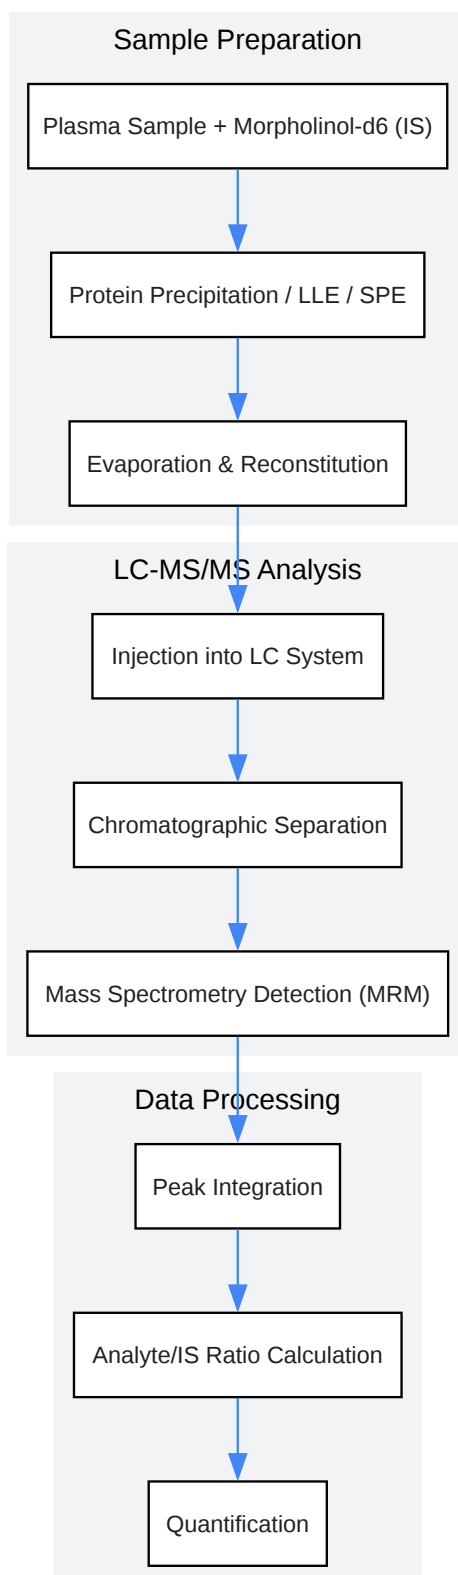 Sample Preparation
Plasma Sample + Morpholinol-d6 (IS)
Protein Precipitation / LLE / SPE
Evaporation & Reconstitution
LC-MS/MS Analysis
Injection into LC System
Chromatographic Separation
Mass Spectrometry Detection (MRM)
Data Processing
Peak Integration
Analyte/IS Ratio Calculation
Quantification